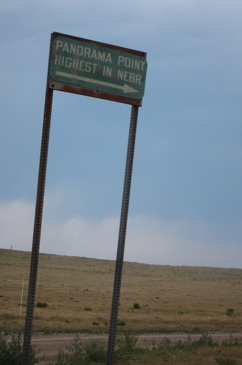 PANORAMA POINT
HIGHEST IN NEBR.